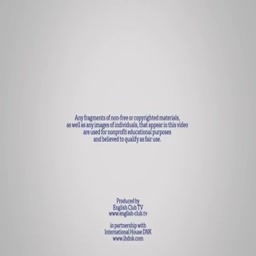 Any fragments of non-free or copyrighted materials,
as well as any images of individuals, that appear in this video
are used for nonprofit educational purposes
and believed to qualify as fair use.
Produced by
English Club TV
www.english-club.tv
in partnership with
International House DNK
www.ihdnk.com